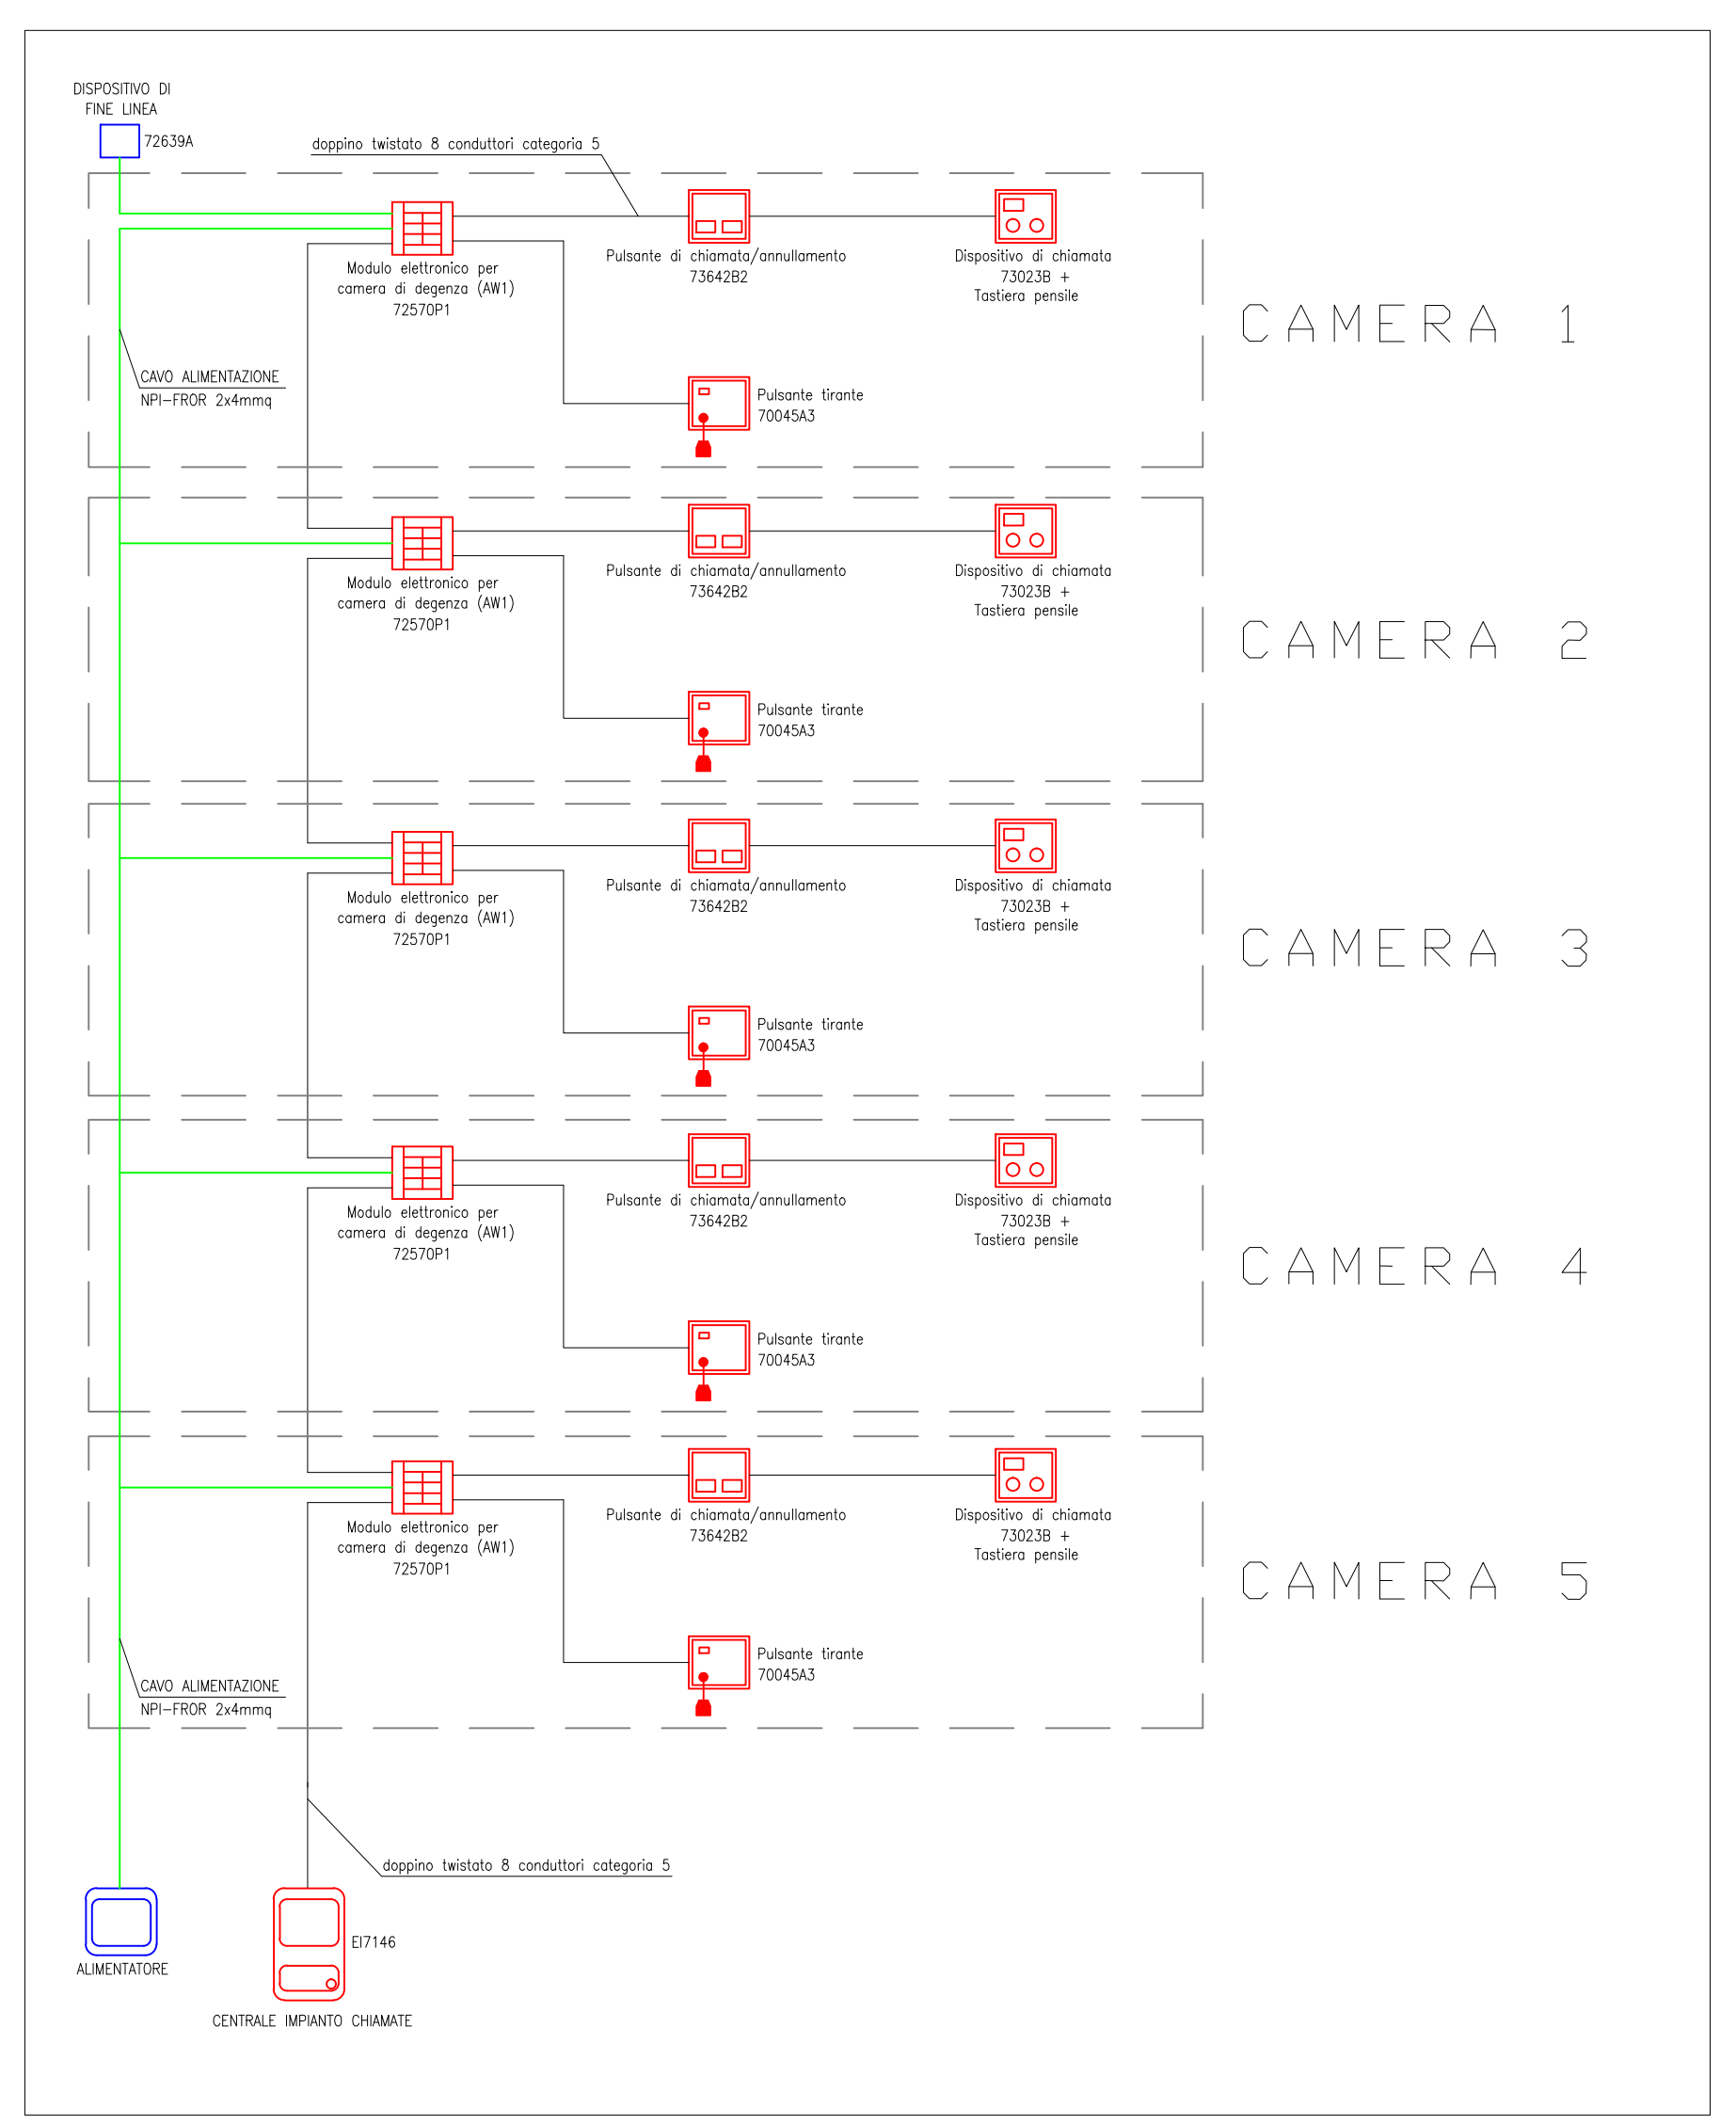 DISPOSITIVO DI
FINE LINEA
72639A
doppino twistato 8 conduttori categoria 5
Modulo elettronico per
camera di degenza (AW1)
72570P1
Pulsante di chiamata/annullamento
73642B2
Dispositivo di chiamata
73023B +
Tastiera pensile
CAMERA 1
CAVO ALIMENTAZIONE
NPI-FROR 2x4mmq
Pulsante tirante
70045A3
Modulo elettronico per
camera di degenza (AW1)
72570P1
Pulsante di chiamata/annullamento
73642B2
Dispositivo di chiamata
73023B +
Tastiera pensile
CAMERA 2
Pulsante tirante
70045A3
Modulo elettronico per
camera di degenza (AW1)
72570P1
Pulsante di chiamata/annullamento
73642B2
Dispositivo di chiamata
73023B +
Tastiera pensile
CAMERA 3
Pulsante tirante
70045A3
Modulo elettronico per
camera di degenza (AW1)
72570P1
Pulsante di chiamata/annullamento
73642B2
Dispositivo di chiamata
73023B +
Tastiera pensile
CAMERA 4
Pulsante tirante
70045A3
Modulo elettronico per
camera di degenza (AW1)
72570P1
Pulsante di chiamata/annullamento
73642B2
Dispositivo di chiamata
73023B +
Tastiera pensile
CAMERA 5
Pulsante tirante
70045A3
CAVO ALIMENTAZIONE
NPI-FROR 2x4mmq
doppino twistato 8 conduttori categoria 5
ALIMENTATORE
EI7146
CENTRALE IMPIANTO CHIAMATE